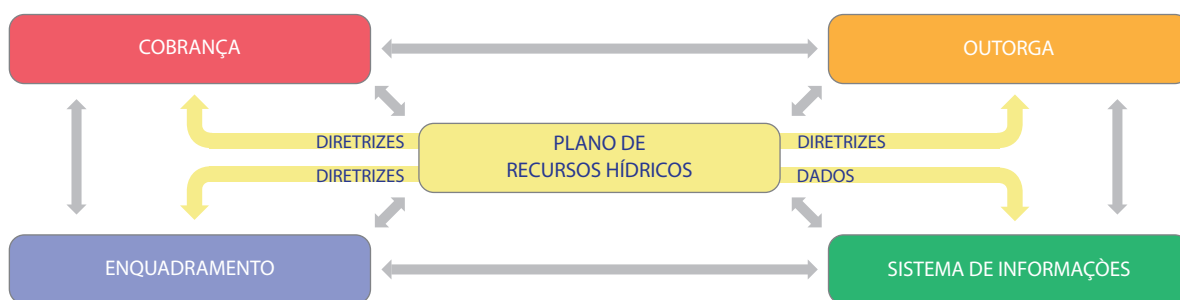 COBRANÇA
OUTORGA
DIRETRIZES
PLANO DE
RECURSOS HÍDRICOS
DIRETRIZES
DIRETRIZES
DADOS
ENQUADRAMENTO
SISTEMA DE INFORMAÇÒES